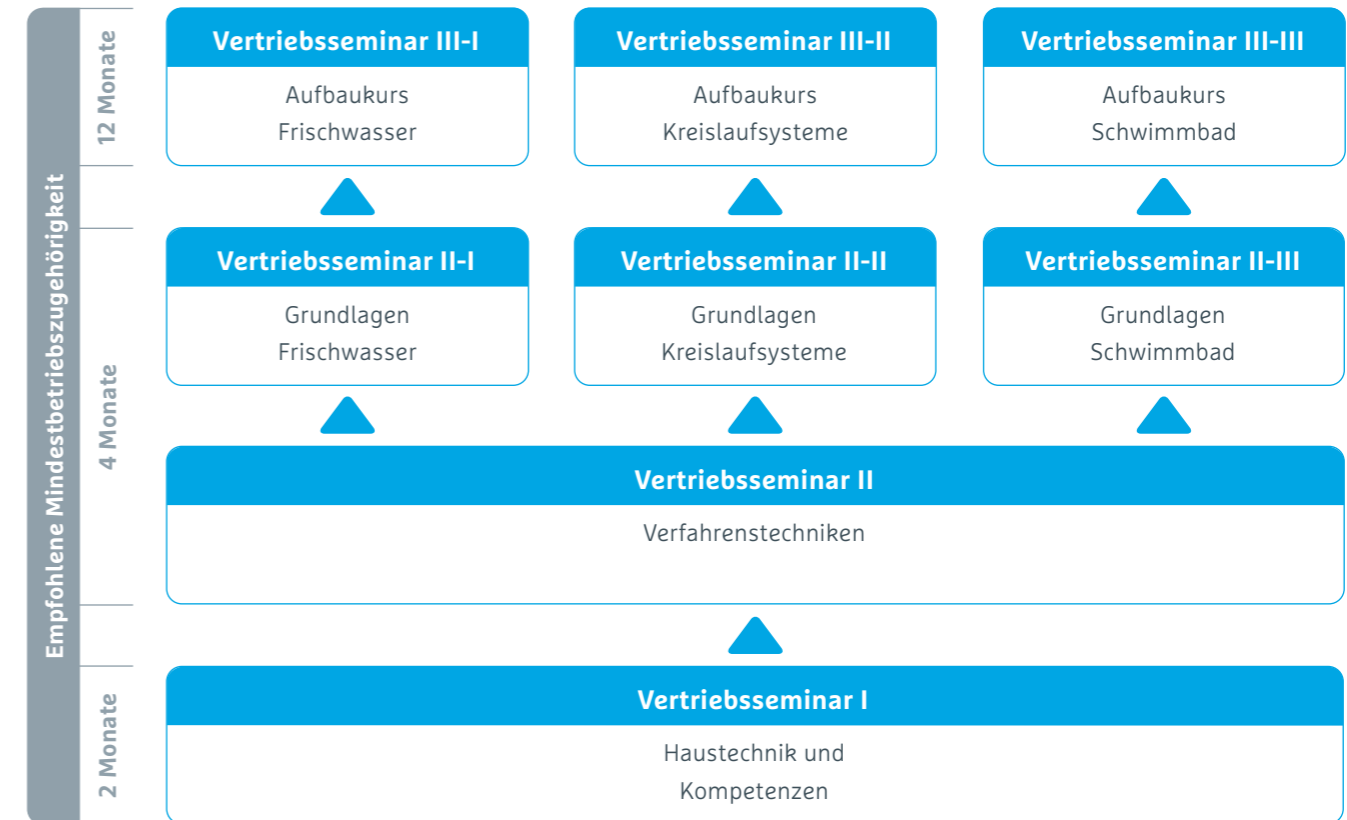 Empfohlene Mindestbetriebszugehörigkeit
12 Monate
Vertriebsseminar III-I
Aufbaukurs
Frischwasser
Vertriebsseminar III-II
Aufbaukurs
Kreislaufsysteme
Vertriebsseminar III-III
Aufbaukurs
Schwimmbad
4 Monate
Vertriebsseminar II-I
Grundlagen
Frischwasser
Vertriebsseminar II-II
Grundlagen
Kreislaufsysteme
Vertriebsseminar II-III
Grundlagen
Schwimmbad
Vertriebsseminar II
Verfahrenstechniken
2 Monate
Vertriebsseminar I
Haustechnik und
Kompetenzen